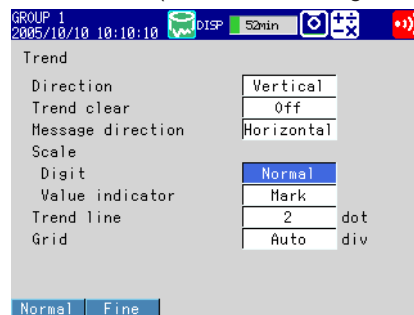 GROUP 1
2005/10/10 10:10:10 DISP 52min
Trend
Direction Vertical
Trend clear Off
Message direction Horizontal
Scale
Digit Normal
Value indicator Mark
Trend line 2 dot
Grid Auto div
Normal Fine